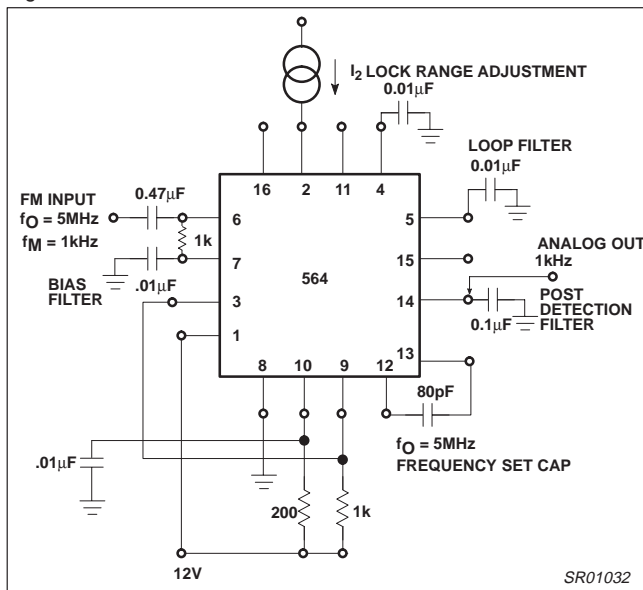 I2 LOCK RANGE ADJUSTMENT
0.01µF
LOOP FILTER
0.01µF
16
2
11
4
FM INPUT
fO = 5MHz
fM = 1kHz
0.47µF
1k
6
7
3
1
564
5
15
14
13
ANALOG OUT
1kHz
BIAS
FILTER
.01µF
POST
DETECTION
FILTER
0.1µF
8
10
9
12
80pF
fO = 5MHz
FREQUENCY SET CAP
.01µF
200
1k
12V
SR01032